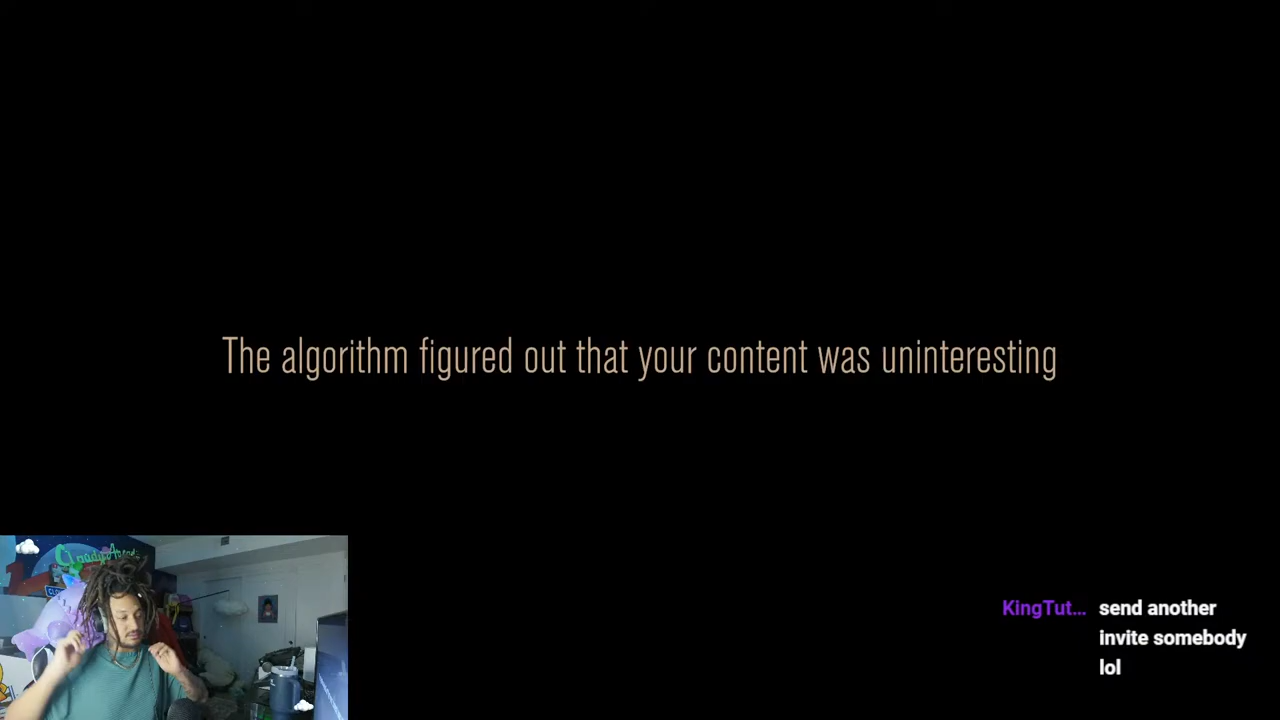 The algorithm figured out that your content was uninteresting
KingTut... send another
invite somebody
lol